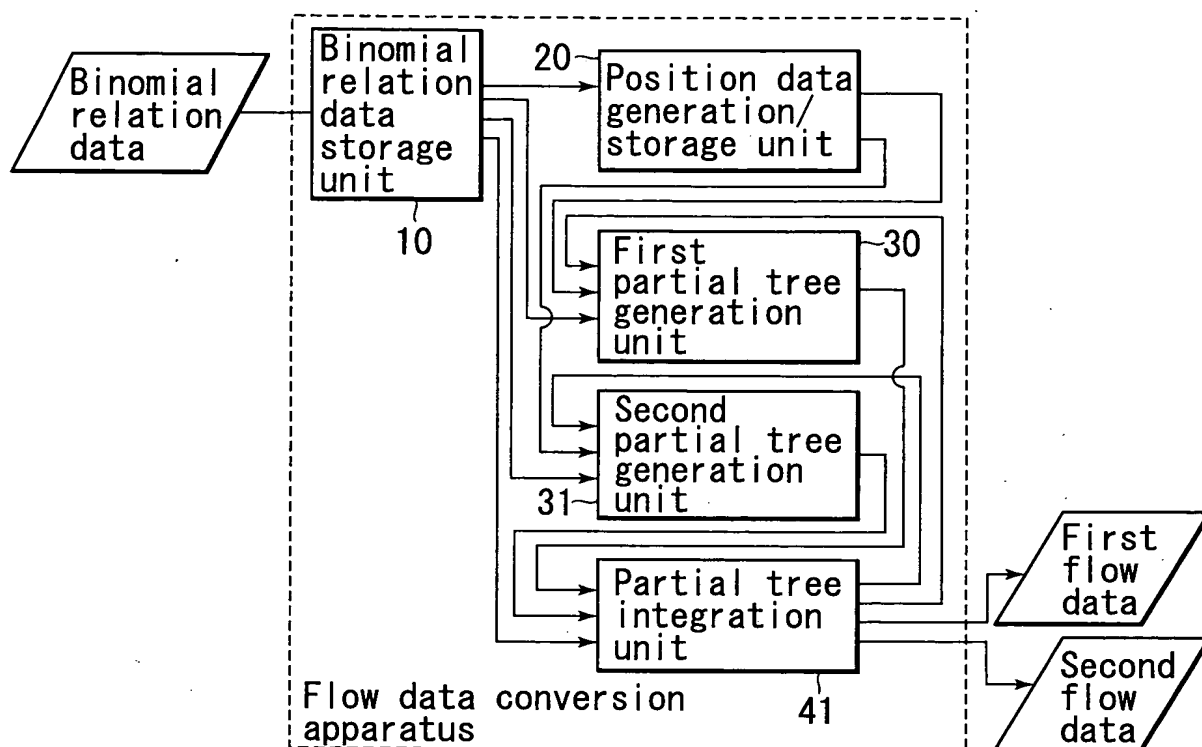 Binomial
relation
data
Binomial
relation
data
storage
unit
10
20
Position data
generation/
storage unit
First
partial tree
generation
unit
30
Second
partial tree
generation
unit
31
Partial tree
integration
unit
41
First
flow
data
Second
flow
data
Flow data conversion
apparatus